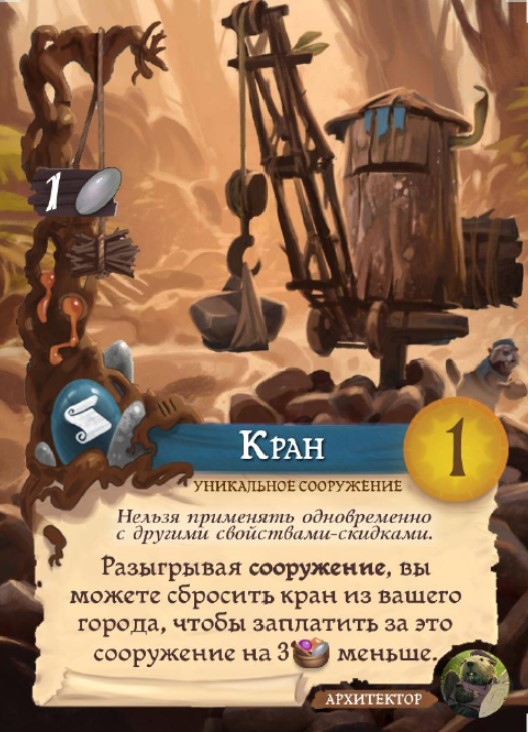 1
Кран
1
УНИКАЛЬНОЕ СООРУЖЕНИЕ
Нельзя применять одновременно
с другими свойствами-скидками.
Разыгрывая сооружение, вы
можете сбросить кран из вашего
города, чтобы заплатить за это
сооружение на 3 меньше.
АРХИТЕКТОР